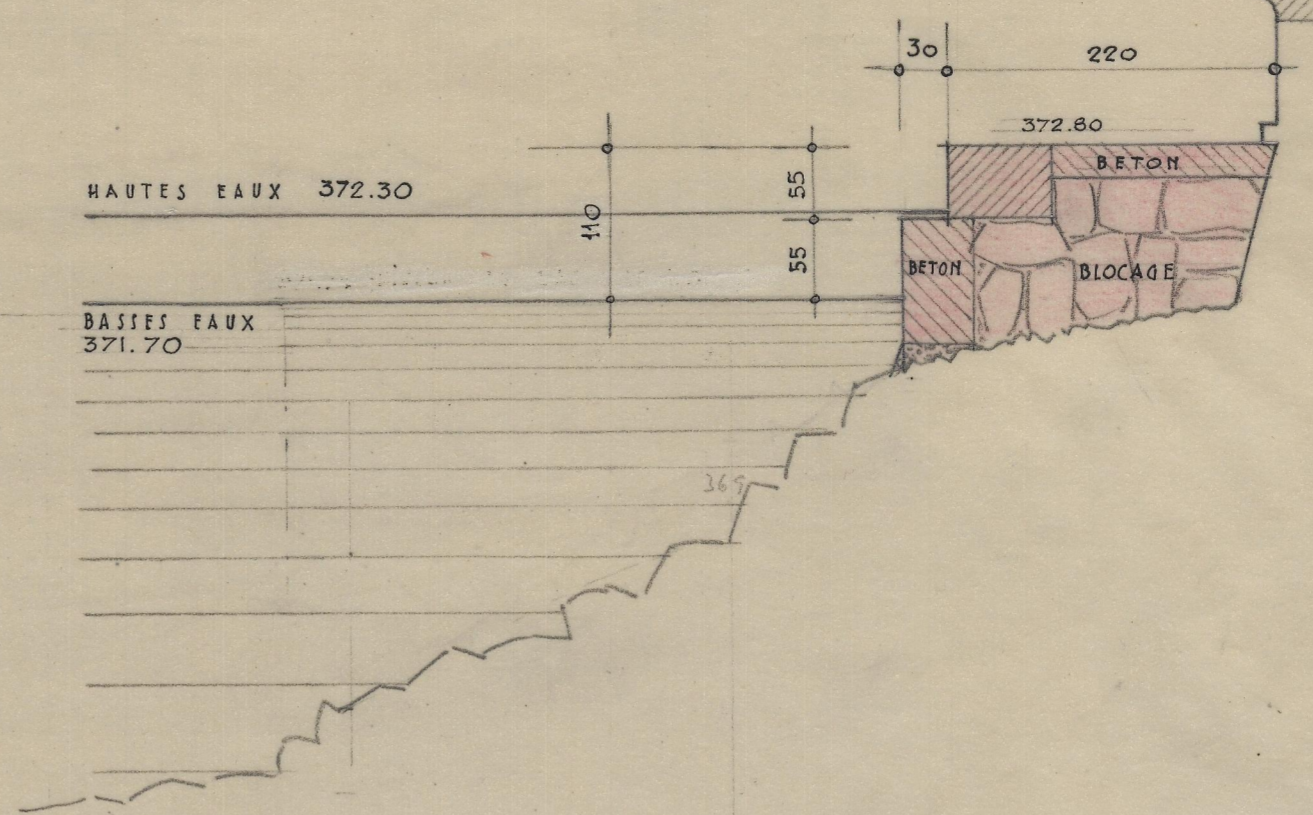 30
220
372.80
BETON
HAUTES EAUX 372.30
55
110
55
BETON
BLOCAGE
BASSES EAUX
371.70
369